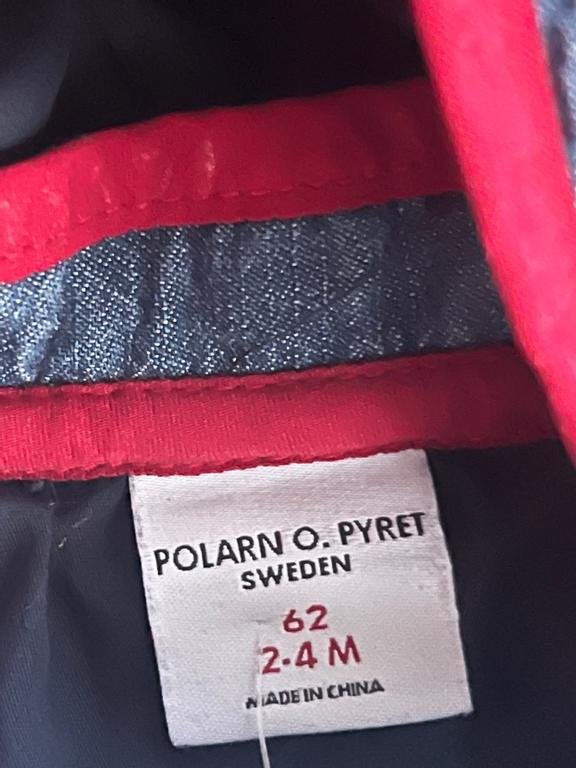 POLARN O. PYRET
SWEDEN
62
2-4 M
MADE IN CHINA